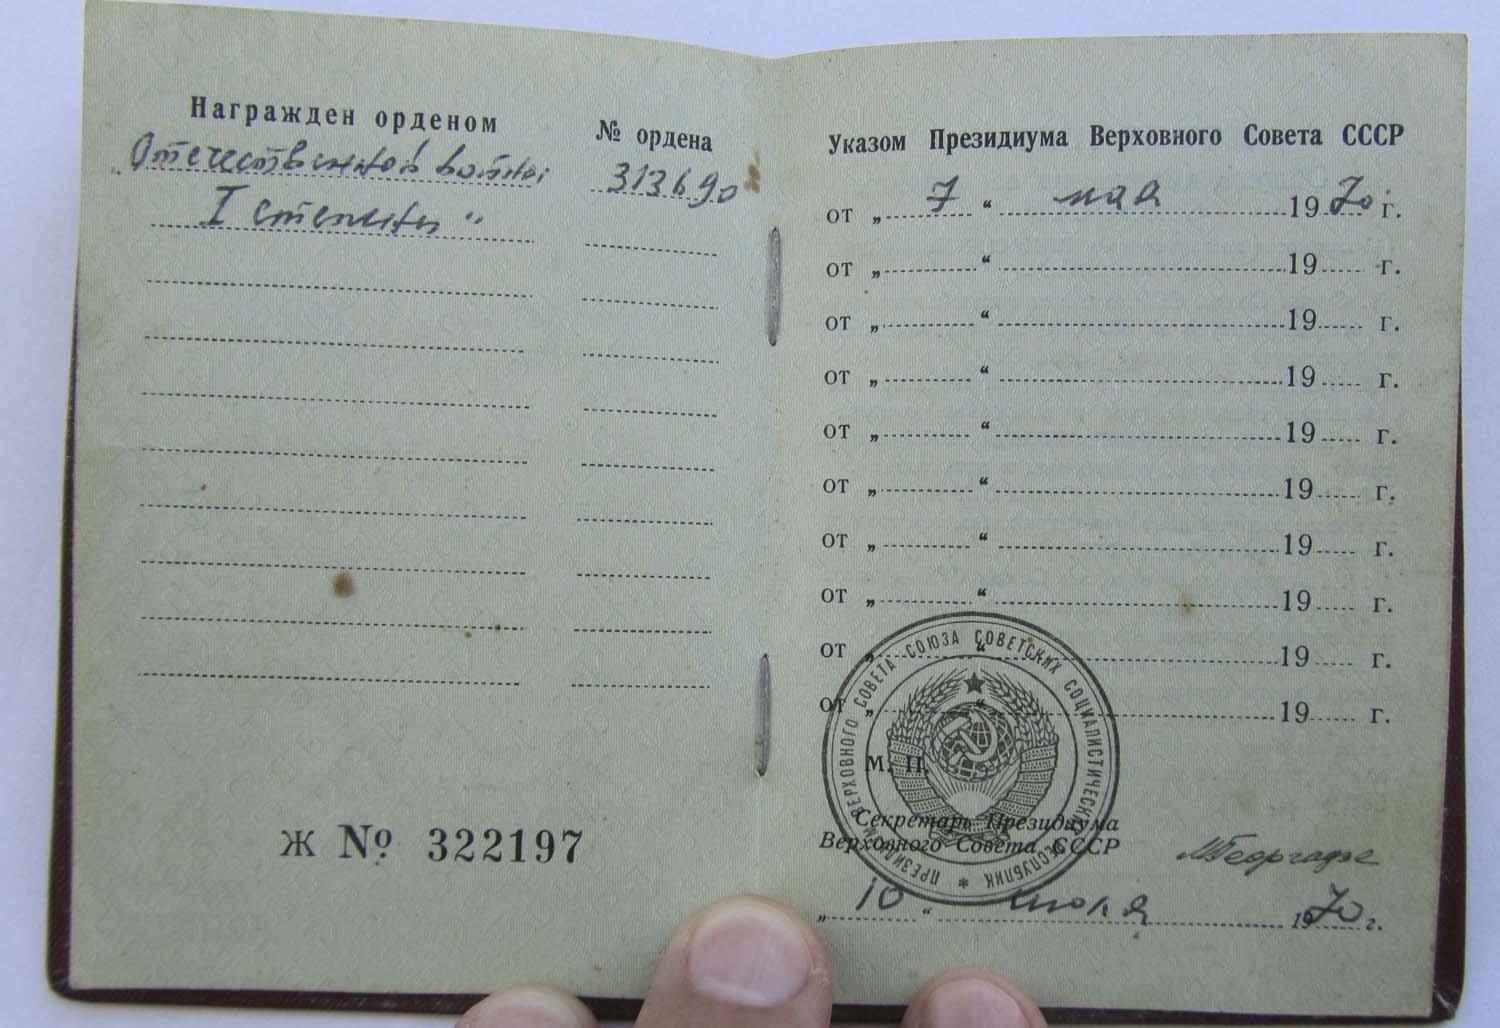 Награжден орденом
№ ордена
„Отечественной войны
313690
I степени“
Ж № 322197
Указом Президиума Верховного Совета СССР
от „ 7 “ мая 1970 г.
от „ “ 19 г.
от „ “ 19 г.
от „ “ 19 г.
от „ “ 19 г.
от „ “ 19 г.
от „ “ 19 г.
от „ “ 19 г.
от „ “ 19 г.
от „ “ 19 г.
М. П.
ПРЕЗИДИУМ ВЕРХОВНОГО СОВЕТА СОЮЗА СОВЕТСКИХ СОЦИАЛИСТИЧЕСКИХ РЕСПУБЛИК *
Секретарь Президиума
Верховного Совета СССР
МГеоргадзе
„ 10 “ июля 1970 г.